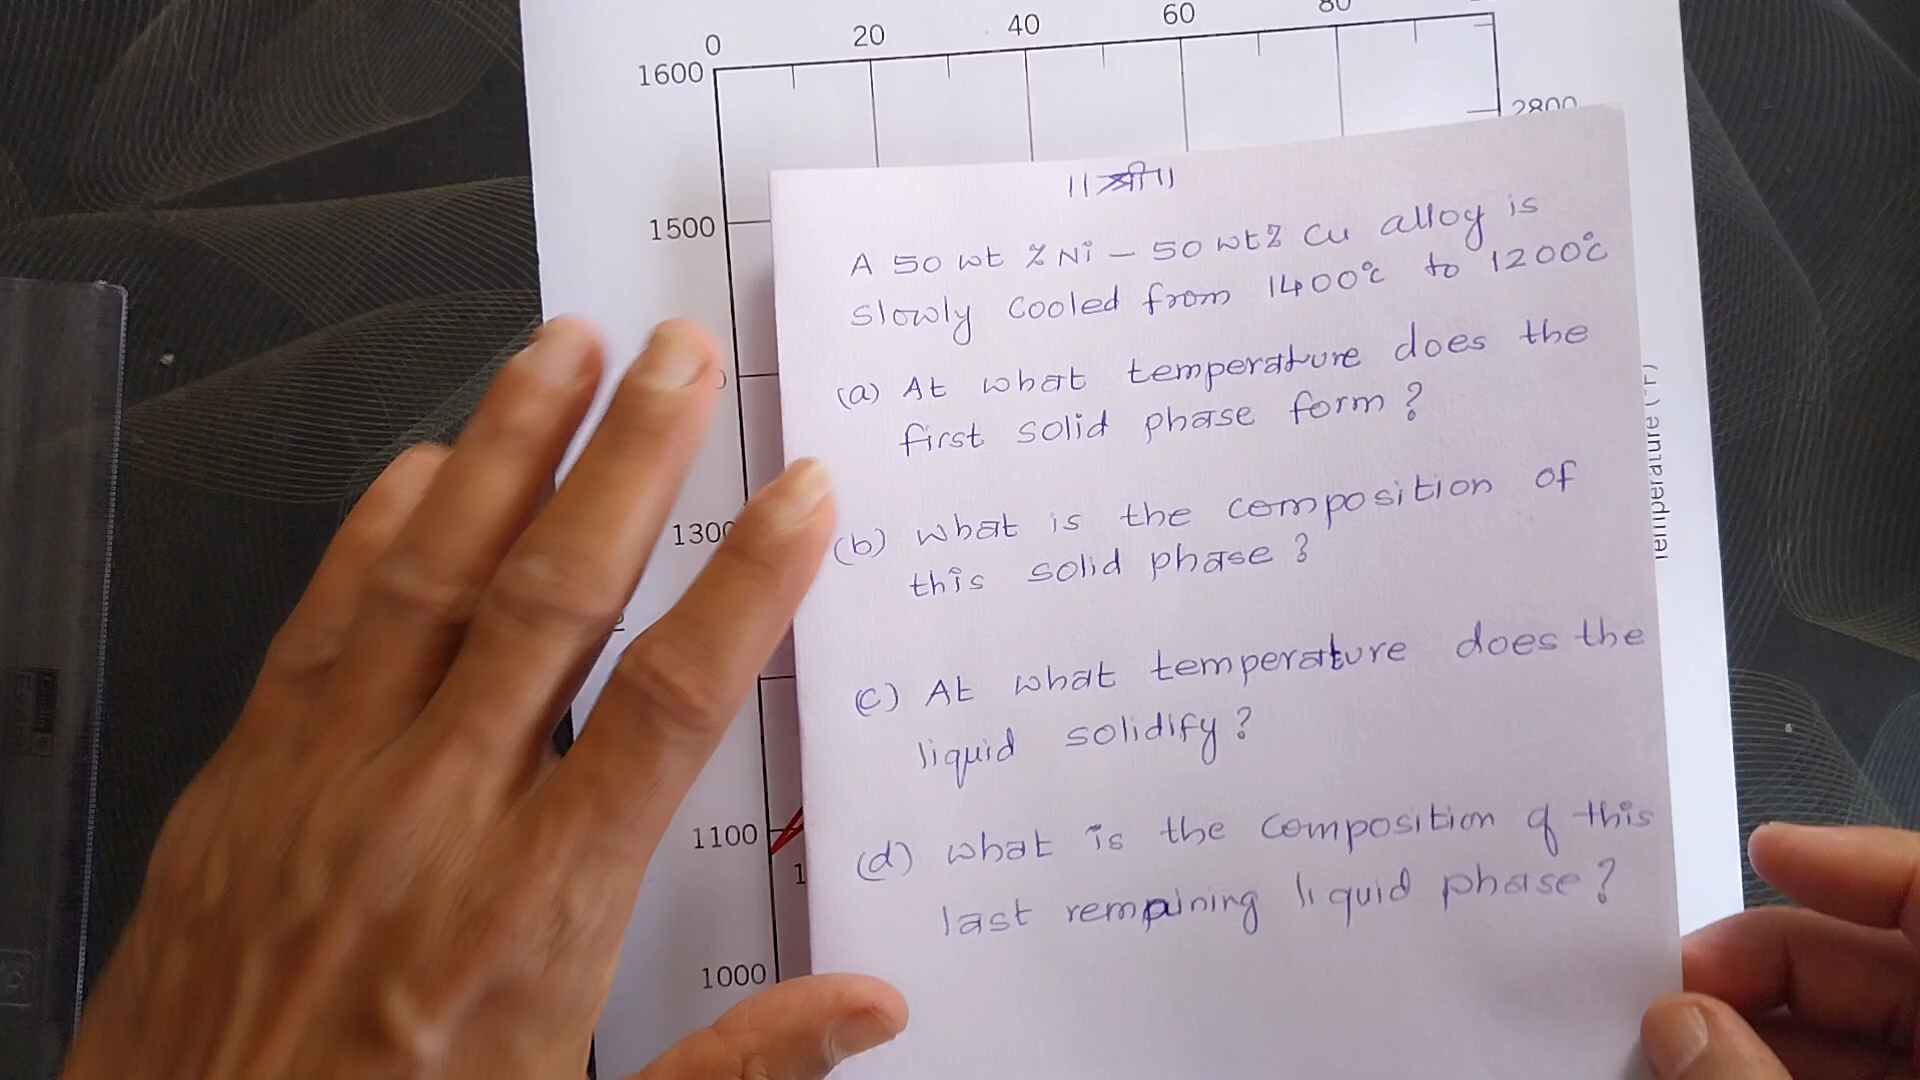 0 20 40 60 80
1600
2800
1500
1300
1100
1
1000
Temperature (°F)
॥श्री॥
A 50 wt % Ni – 50 wt% Cu alloy is
slowly cooled from 1400°c to 1200°c
(a) At what temperature does the
first solid phase form?
(b) what is the composition of
this solid phase?
(c) At what temperature does the
liquid solidify?
(d) what is the composition of this
last remaining liquid phase?